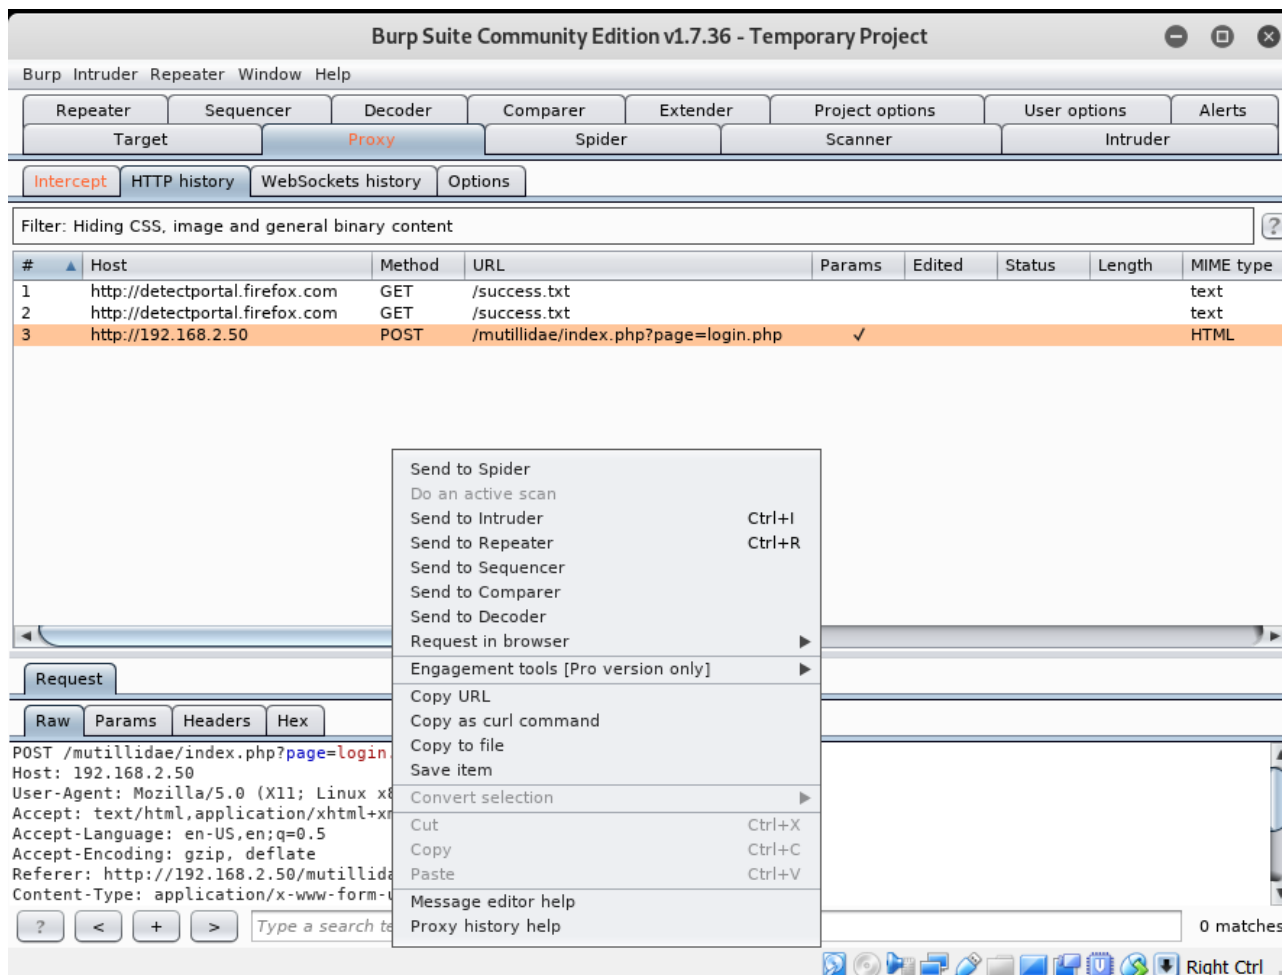 Burp Suite Community Edition v1.7.36 - Temporary Project
Burp Intruder Repeater Window Help
Repeater Sequencer Decoder Comparer Extender Project options User options Alerts
Target Proxy Spider Scanner Intruder
Intercept HTTP history WebSockets history Options
Filter: Hiding CSS, image and general binary content ?
# Host Method URL Params Edited Status Length MIME type
1 http://detectportal.firefox.com GET /success.txt text
2 http://detectportal.firefox.com GET /success.txt text
3 http://192.168.2.50 POST /mutillidae/index.php?page=login.php ✓ HTML
Send to Spider
Do an active scan
Send to Intruder Ctrl+I
Send to Repeater Ctrl+R
Send to Sequencer
Send to Comparer
Send to Decoder
Request in browser
Engagement tools [Pro version only]
Copy URL
Copy as curl command
Copy to file
Save item
Convert selection
Cut Ctrl+X
Copy Ctrl+C
Paste Ctrl+V
Message editor help
Proxy history help
Request
Raw Params Headers Hex
POST /mutillidae/index.php?page=login.
Host: 192.168.2.50
User-Agent: Mozilla/5.0 (X11; Linux x8
Accept: text/html,application/xhtml+xm
Accept-Language: en-US,en;q=0.5
Accept-Encoding: gzip, deflate
Referer: http://192.168.2.50/mutillida
Content-Type: application/x-www-form-u
? < + > Type a search te 0 matches
Right Ctrl